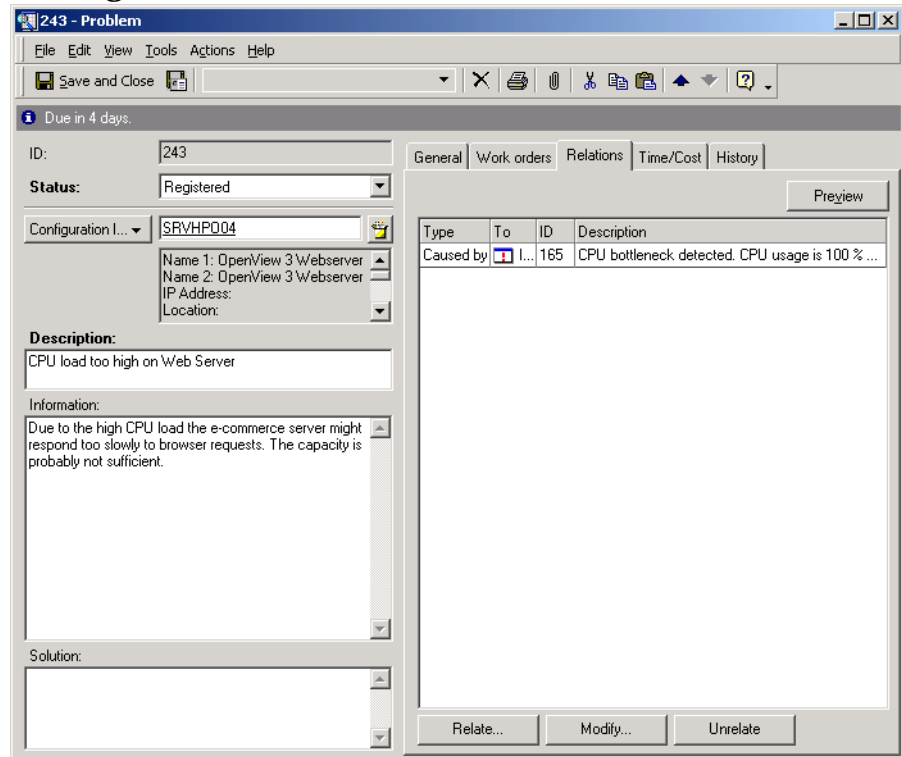 243 - Problem
File Edit View Tools Actions Help
Save and Close
Due in 4 days.
ID: 243
Status: Registered
Configuration I... SRVHP004
Name 1: OpenView 3 Webserver
Name 2: OpenView 3 Webserver
IP Address:
Location:
Description:
CPU load too high on Web Server
Information:
Due to the high CPU load the e-commerce server might
respond too slowly to browser requests. The capacity is
probably not sufficient.
Solution:
General Work orders Relations Time/Cost History
Preview
Type To ID Description
Caused by I... 165 CPU bottleneck detected. CPU usage is 100 % ...
Relate... Modify... Unrelate